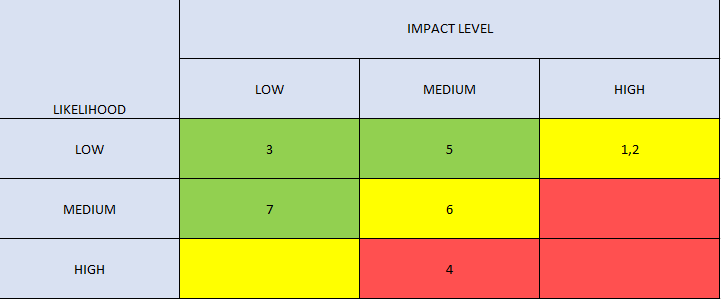 IMPACT LEVEL
LIKELIHOOD LOW MEDIUM HIGH
LOW 3 5 1,2
MEDIUM 7 6
HIGH 4